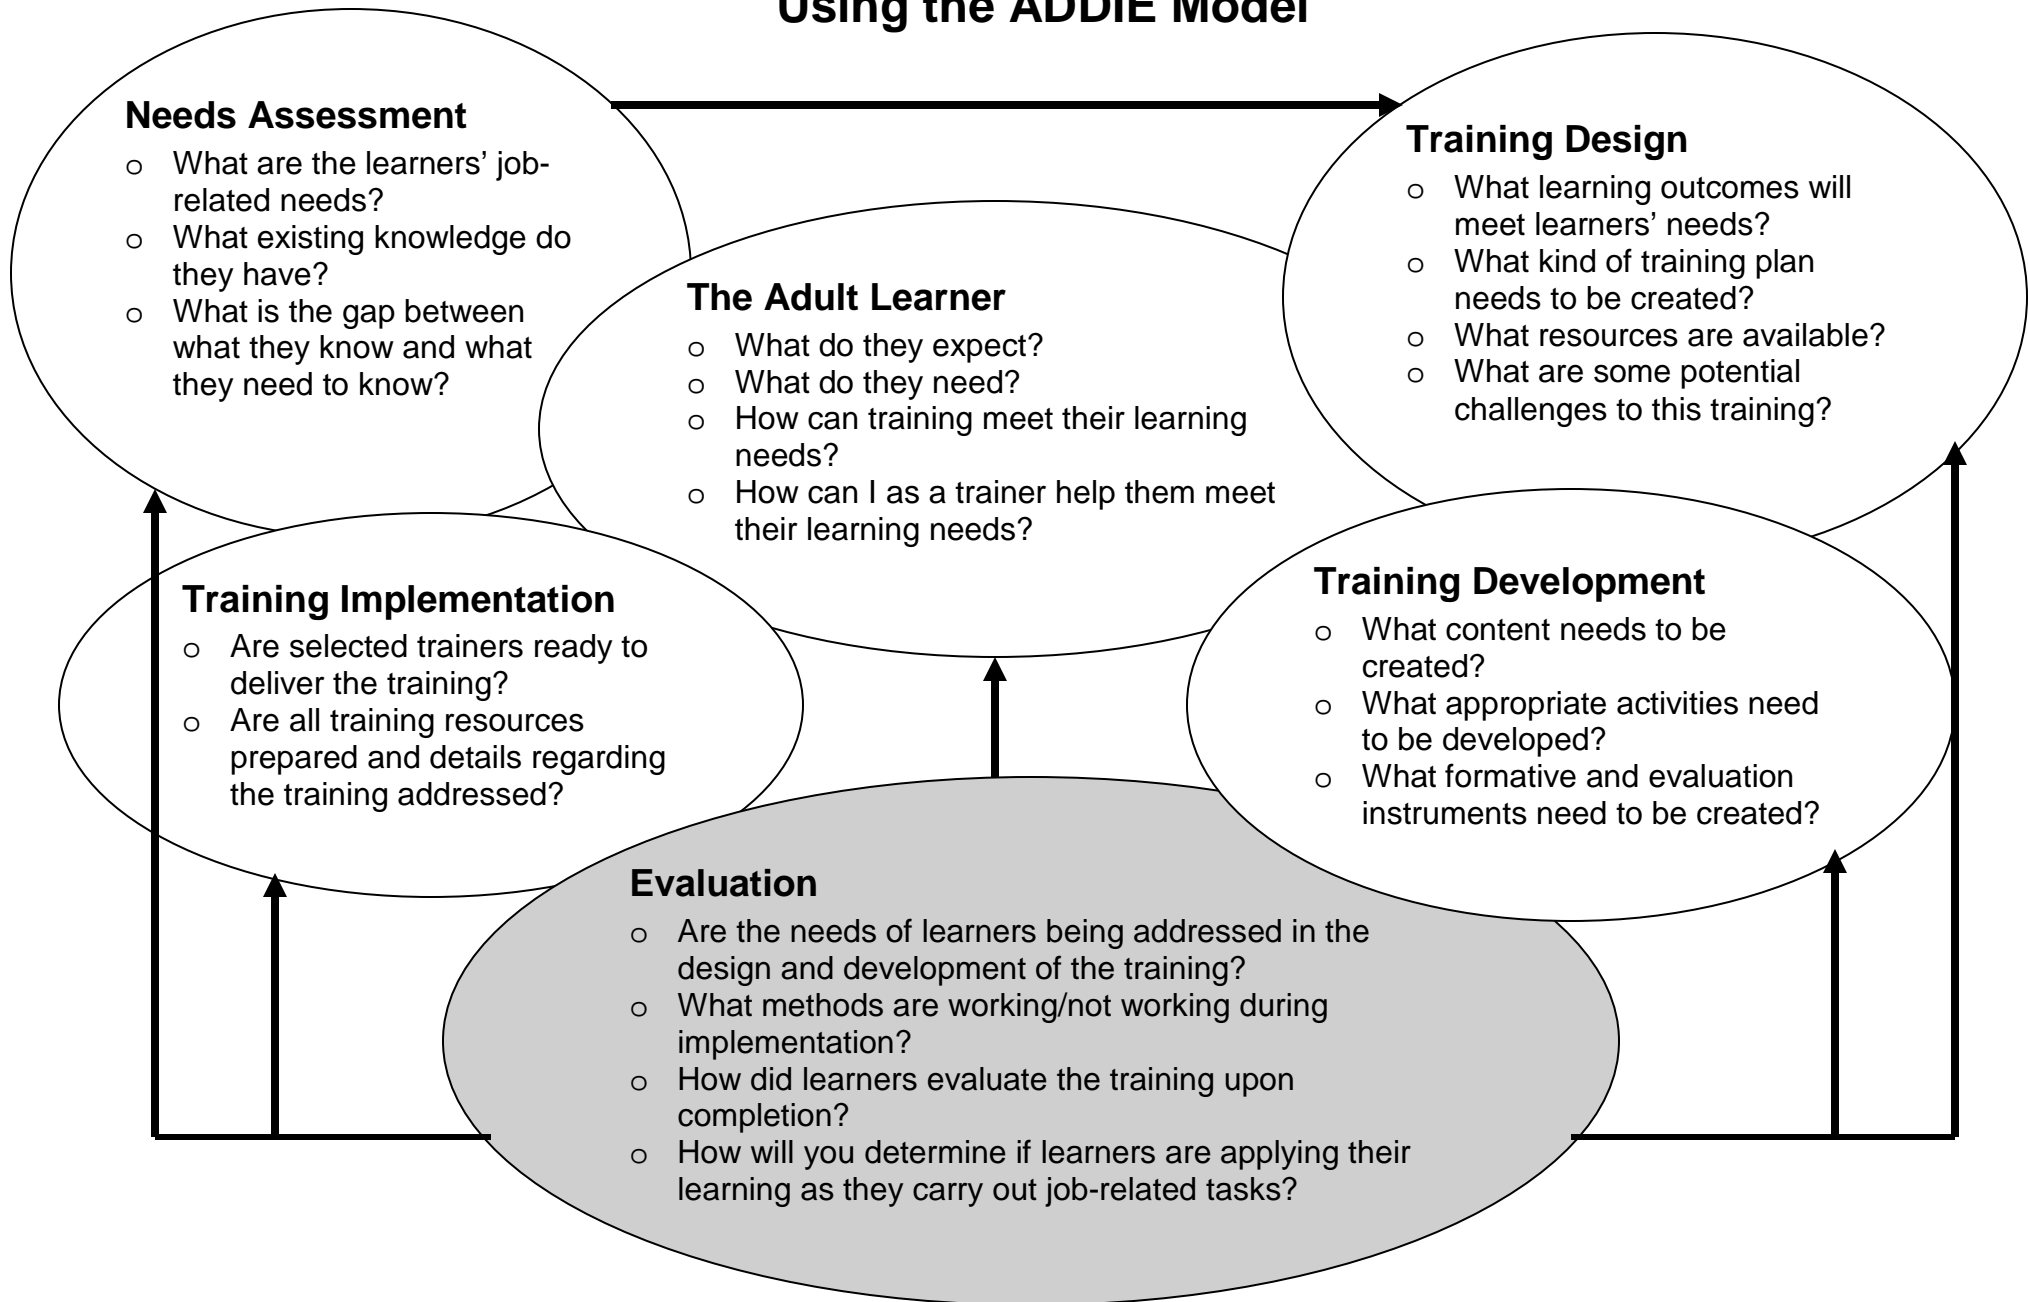 Using the ADDIE Model
Needs Assessment
o What are the learners’ job-
related needs?
o What existing knowledge do
they have?
o What is the gap between
what they know and what
they need to know?
Training Design
o What learning outcomes will
meet learners’ needs?
o What kind of training plan
needs to be created?
o What resources are available?
o What are some potential
challenges to this training?
The Adult Learner
o What do they expect?
o What do they need?
o How can training meet their learning
needs?
o How can I as a trainer help them meet
their learning needs?
Training Implementation
o Are selected trainers ready to
deliver the training?
o Are all training resources
prepared and details regarding
the training addressed?
Training Development
o What content needs to be
created?
o What appropriate activities need
to be developed?
o What formative and evaluation
instruments need to be created?
Evaluation
o Are the needs of learners being addressed in the
design and development of the training?
o What methods are working/not working during
implementation?
o How did learners evaluate the training upon
completion?
o How will you determine if learners are applying their
learning as they carry out job-related tasks?